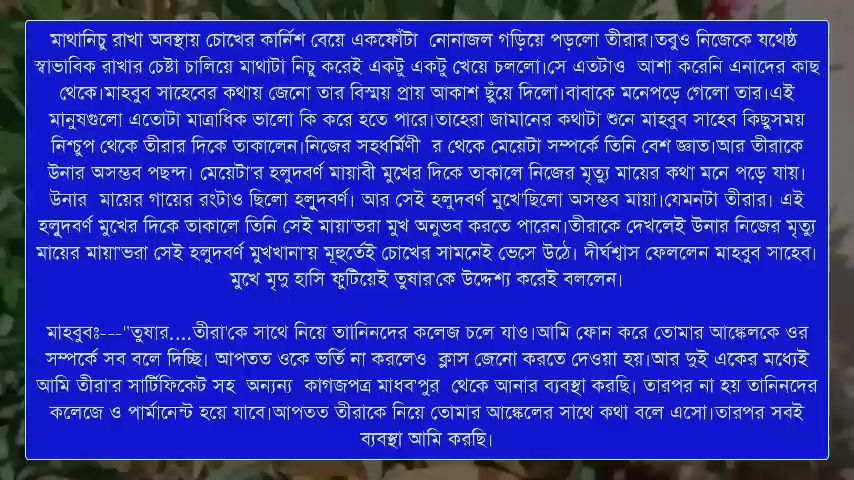 মাথানিচু রাখা অবস্থায় চোখের কার্নিশ বেয়ে একফোঁটা নোনাজল গড়িয়ে পড়লো তীরার।তবুও নিজেকে যথেষ্ঠ
স্বাভাবিক রাখার চেষ্টা চালিয়ে মাথাটা নিচু করেই একটু একটু খেয়ে চললো।সে এতটাও আশা করেনি এনাদের কাছ
থেকে।মাহবুব সাহেবের কথায় জেনো তার বিস্ময় প্রায় আকাশ ছুঁয়ে দিলো।বাবাকে মনেপড়ে গেলো তার।এই
মানুষগুলো এতোটা মাত্রাধিক ভালো কি করে হতে পারে।তাহেরা জামানের কথাটা শুনে মাহবুব সাহেব কিছুসময়
নিশ্চুপ থেকে তীরার দিকে তাকালেন।নিজের সহধর্মিণী র থেকে মেয়েটা সম্পর্কে তিনি বেশ জ্ঞাত।আর তীরাকে
উনার অসম্ভব পছন্দ। মেয়েটা'র হলুদবর্ণ মায়াবী মুখের দিকে তাকালে নিজের মৃত্যু মায়ের কথা মনে পড়ে যায়।
উনার মায়ের গায়ের রংটাও ছিলো হলুদবর্ণ। আর সেই হলুদবর্ণ মুখে'ছিলো অসম্ভব মায়া।যেমনটা তীরার। এই
হলুদবর্ণ মুখের দিকে তাকালে তিনি সেই মায়া'ভরা মুখ অনুভব করতে পারেন।তীরাকে দেখলেই উনার নিজের মৃত্যু
মায়ের মায়া'ভরা সেই হলুদবর্ণ মুখখানা'য় মূহুর্তেই চোখের সামনেই ভেসে উঠে। দীর্ঘশ্বাস ফেললেন মাহবুব সাহেব।
মুখে মৃদু হাসি ফুটিয়েই তুষার'কে উদ্দেশ্য করেই বললেন।
মাহবুবঃ---"তুষার....তীরা'কে সাথে নিয়ে তাানিনদের কলেজ চলে যাও।আমি ফোন করে তোমার আঙ্কেলকে ওর
সম্পর্কে সব বলে দিচ্ছি। আপতত ওকে ভর্তি না করলেও ক্লাস জেনো করতে দেওয়া হয়।আর দুই একের মধ্যেই
আমি তীরা'র সার্টিফিকেট সহ অন্যন্য কাগজপত্র মাধব'পুর থেকে আনার ব্যবস্থা করছি। তারপর না হয় তানিনদের
কলেজে ও পার্মানেন্ট হয়ে যাবে।আপতত তীরাকে নিয়ে তোমার আঙ্কেলের সাথে কথা বলে এসো।তারপর সবই
ব্যবস্থা আমি করছি।